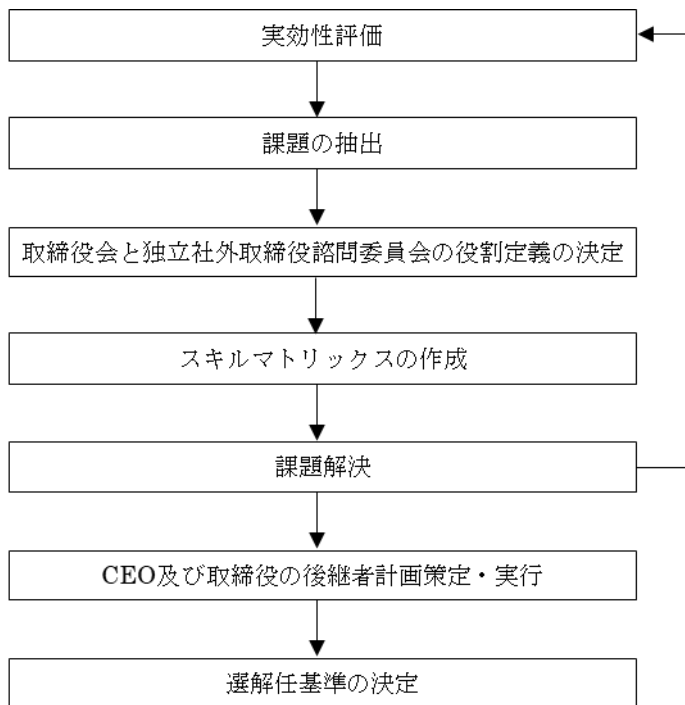 実効性評価
課題の抽出
取締役会と独立社外取締役諮問委員会の役割定義の決定
スキルマトリックスの作成
課題解決
CEO及び取締役の後継者計画策定・実行
選解任基準の決定